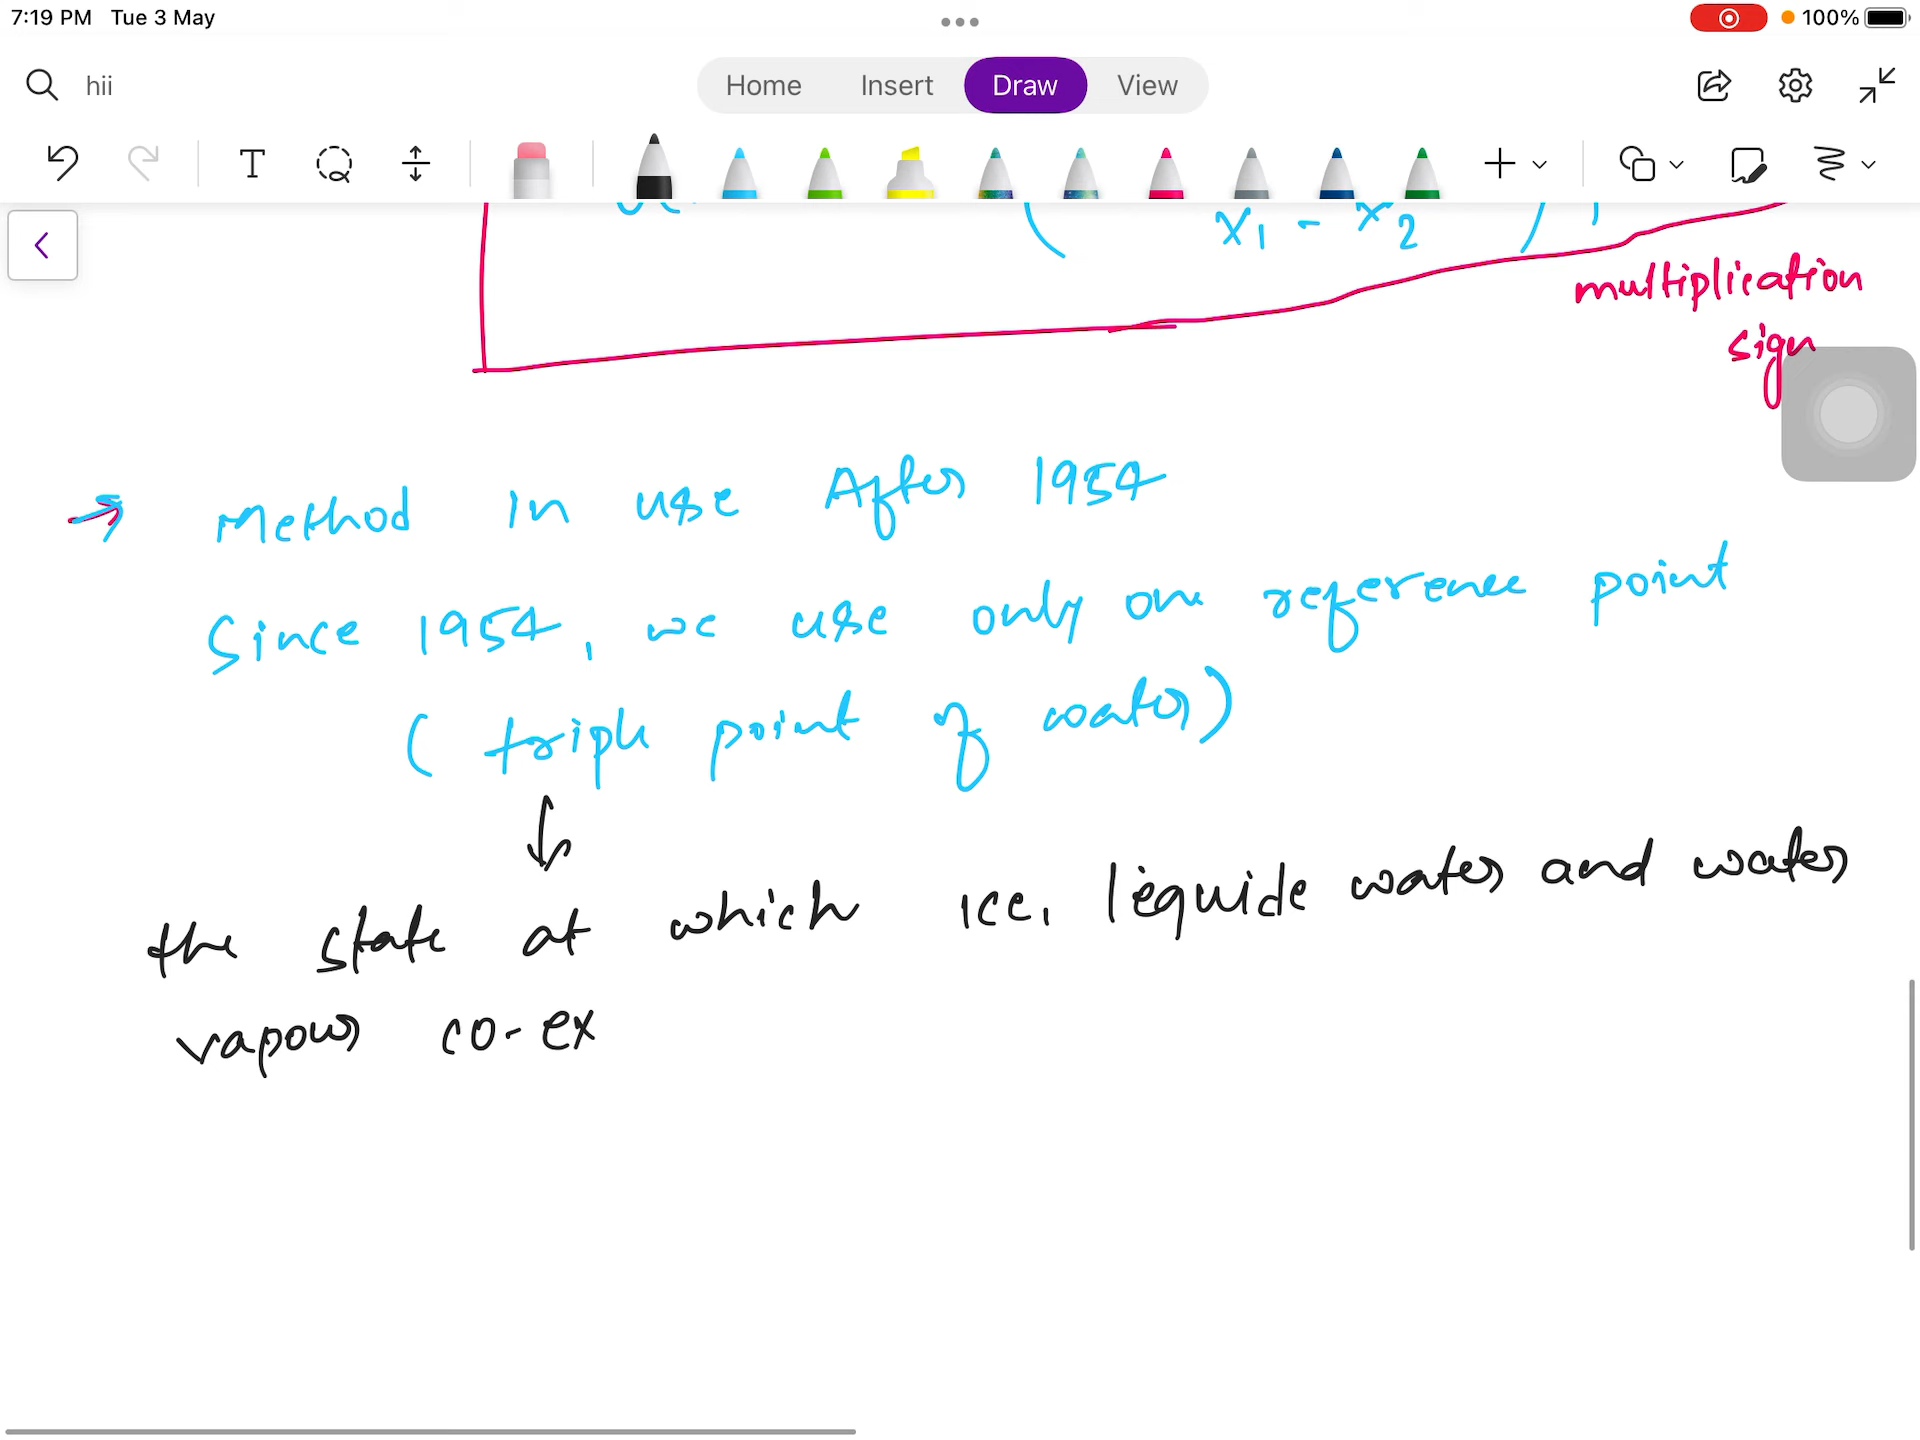 7:19 PM Tue 3 May
100%
hii
Home Insert Draw View
T
x₁ - x₂
multiplication
sign
→ Method in use After 1954
Since 1954, we use only one reference point
( triple point of water)
the state at which ice, liquide water and water
vapour co-ex